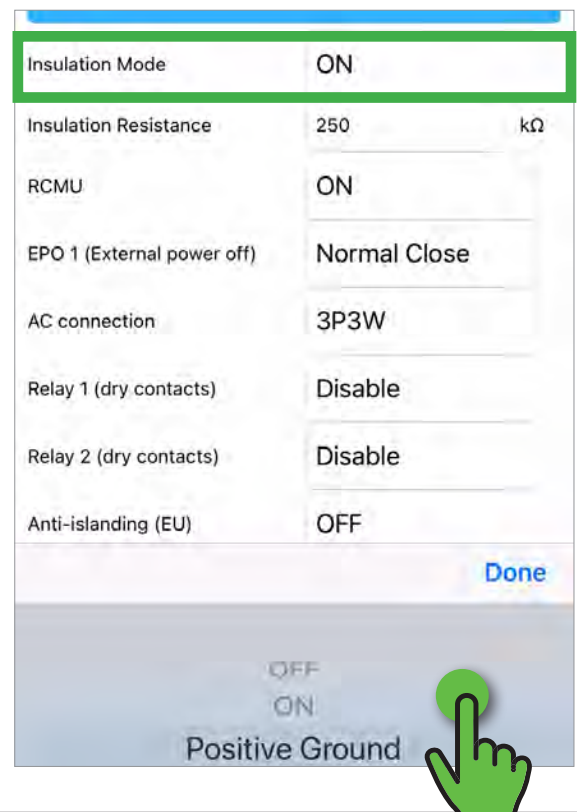 Insulation Mode ON
Insulation Resistance 250 kΩ
RCMU ON
EPO 1 (External power off) Normal Close
AC connection 3P3W
Relay 1 (dry contacts) Disable
Relay 2 (dry contacts) Disable
Anti-islanding (EU) OFF
Done
OFF
ON
Positive Ground